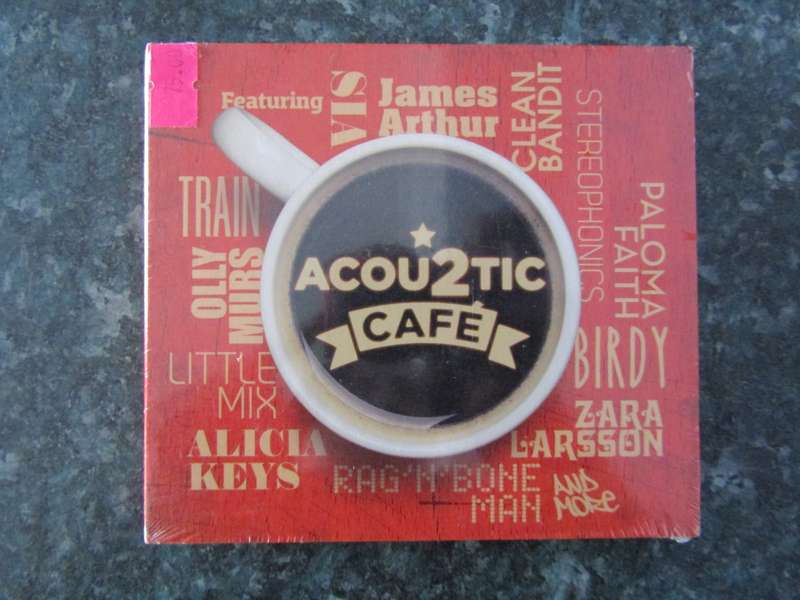 Featuring
James
Arthur
CLEAN
BANDIT
STEREOPHONICS
PALOMA
FAITH
TRAIN
OLLY
MURS
ACOU2TIC
CAFÉ
LITTLE
MIX
BIRDY
ZARA
LARSSON
ALICIA
KEYS
RAG'N'BONE
MAN
AND
MORE